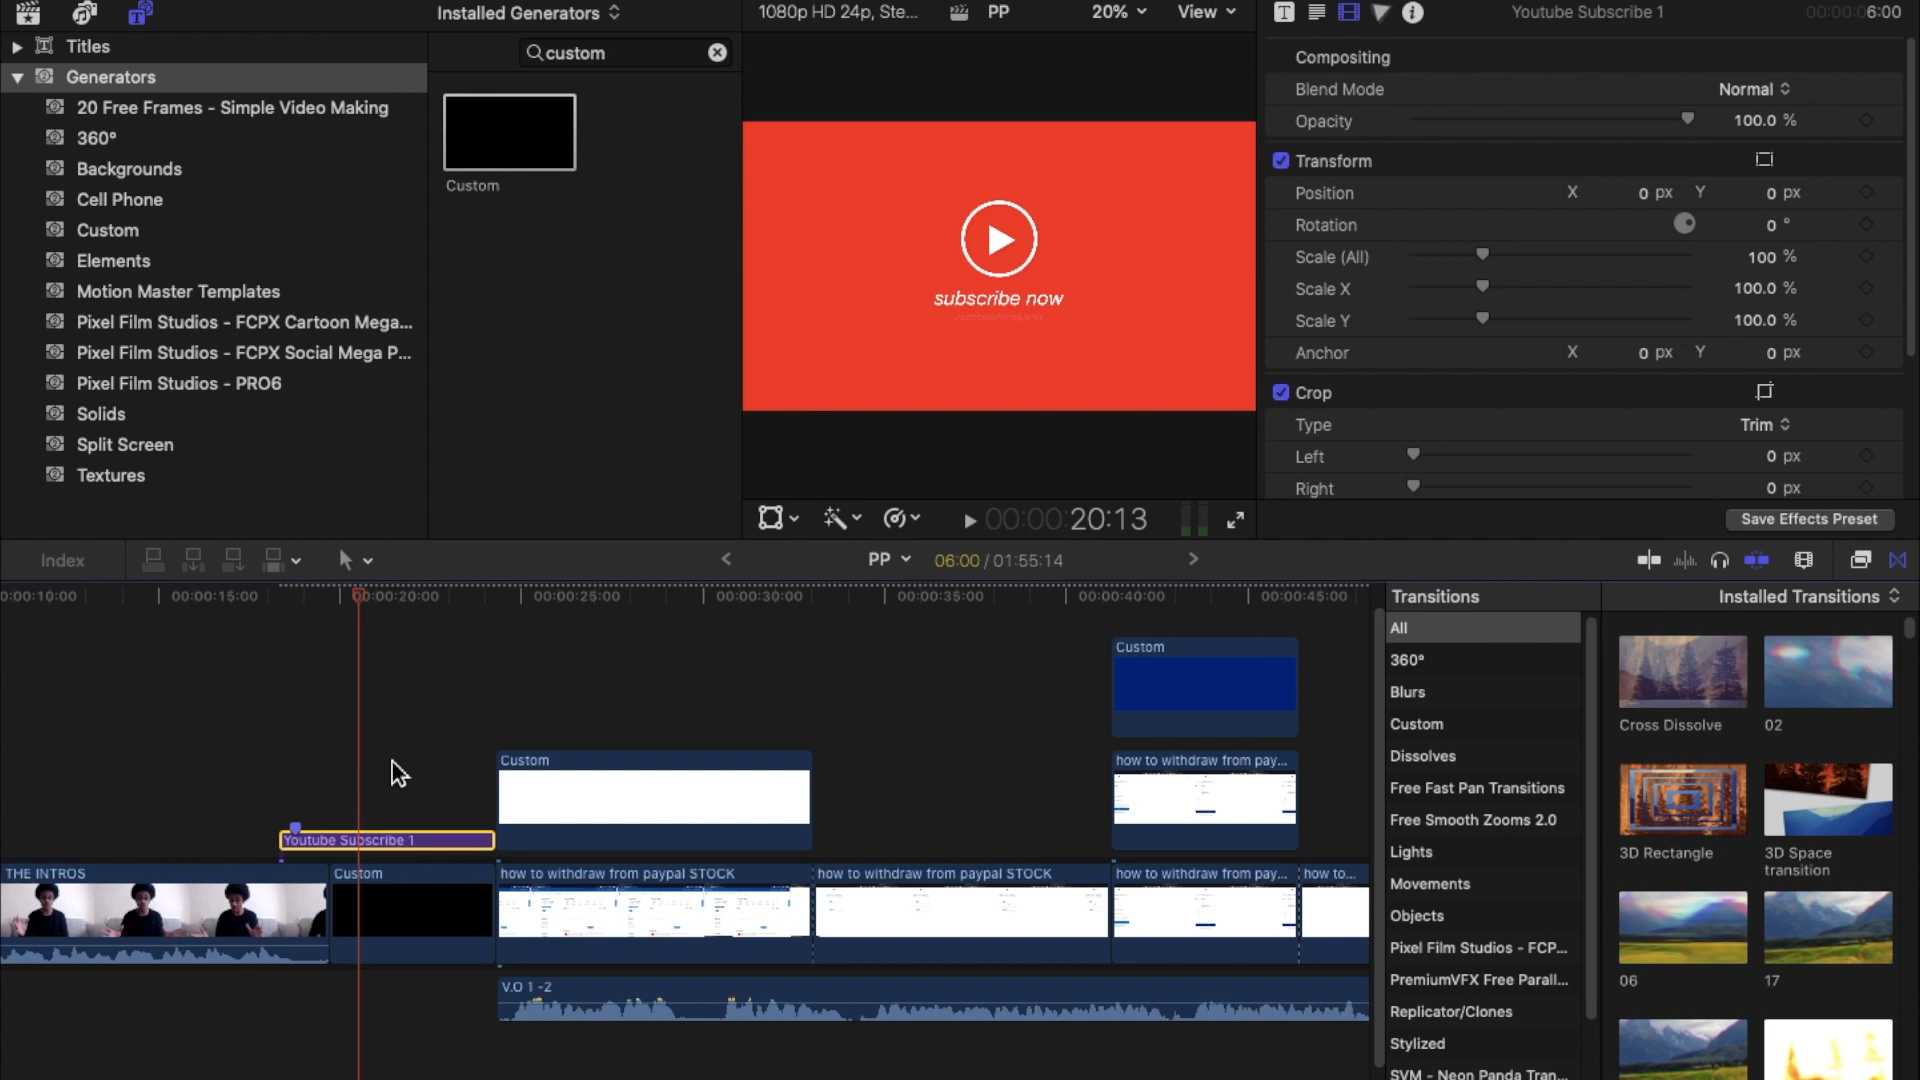 Installed Generators
1080p HD 24p, Ste...
PP
20%
View
Youtube Subscribe 1
00:00:06:00
Titles
Generators
20 Free Frames - Simple Video Making
360°
Backgrounds
Cell Phone
Custom
Elements
Motion Master Templates
Pixel Film Studios - FCPX Cartoon Mega...
Pixel Film Studios - FCPX Social Mega P...
Pixel Film Studios - PRO6
Solids
Split Screen
Textures
custom
Custom
subscribe now
Compositing
Blend Mode
Normal
Opacity
100.0 %
Transform
Position
X 0 px Y 0 px
Rotation
0 °
Scale (All)
100 %
Scale X
100.0 %
Scale Y
100.0 %
Anchor
X 0 px Y 0 px
Crop
Type
Trim
Left
0 px
Right
0 px
00:00:00:20:13
Save Effects Preset
Index
PP
06:00 / 01:55:14
0:00:10:00
00:00:15:00
00:00:20:00
00:00:25:00
00:00:30:00
00:00:35:00
00:00:40:00
00:00:45:00
Custom
Custom
how to withdraw from pay...
Youtube Subscribe 1
THE INTROS
Custom
how to withdraw from paypal STOCK
how to withdraw from paypal STOCK
how to withdraw from pay...
how to...
V.O 1 -2
Transitions
Installed Transitions
All
360°
Blurs
Custom
Dissolves
Free Fast Pan Transitions
Free Smooth Zooms 2.0
Lights
Movements
Objects
Pixel Film Studios - FCP...
PremiumVFX Free Parall...
Replicator/Clones
Stylized
SVM - Neon Panda Tran...
Cross Dissolve
02
3D Rectangle
3D Space
transition
06
17